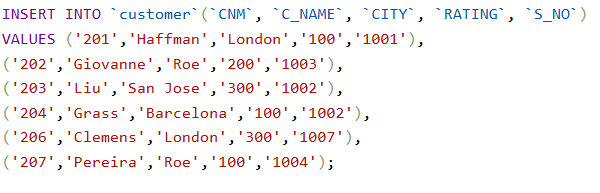 INSERT INTO `customer`(`CNM`, `C_NAME`, `CITY`, `RATING`, `S_NO`)
VALUES ('201','Haffman','London','100','1001'),
('202','Giovanne','Roe','200','1003'),
('203','Liu','San Jose','300','1002'),
('204','Grass','Barcelona','100','1002'),
('206','Clemens','London','300','1007'),
('207','Pereira','Roe','100','1004');